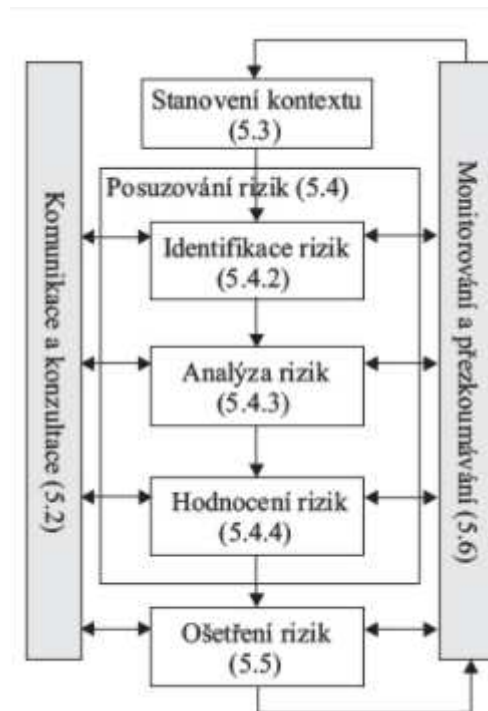 Stanovení kontextu
(5.3)
Posuzování rizik (5.4)
Identifikace rizik
(5.4.2)
Analýza rizik
(5.4.3)
Hodnocení rizik
(5.4.4)
Ošetření rizik
(5.5)
Komunikace a konzultace (5.2)
Monitorování a přezkoumávání (5.6)